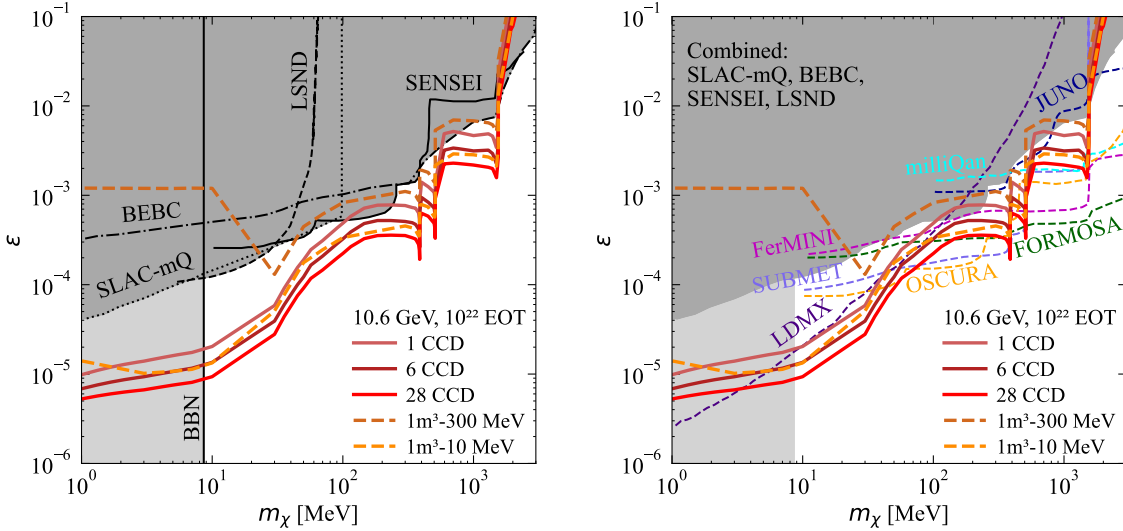 10⁻¹
10⁻²
10⁻³
10⁻⁴
10⁻⁵
10⁻⁶
ε
LSND
SENSEI
BEBC
SLAC-mQ
BBN
10.6 GeV, 10²² EOT
1 CCD
6 CCD
28 CCD
1m³-300 MeV
1m³-10 MeV
10⁰
10¹
10²
10³
mχ [MeV]
10⁻¹
10⁻²
10⁻³
10⁻⁴
10⁻⁵
10⁻⁶
ε
Combined:
SLAC-mQ, BEBC,
SENSEI, LSND
JUNO
milliQan
FerMINI
FORMOSA
SUBMET
OSCURA
LDMX
10.6 GeV, 10²² EOT
1 CCD
6 CCD
28 CCD
1m³-300 MeV
1m³-10 MeV
10⁰
10¹
10²
10³
mχ [MeV]